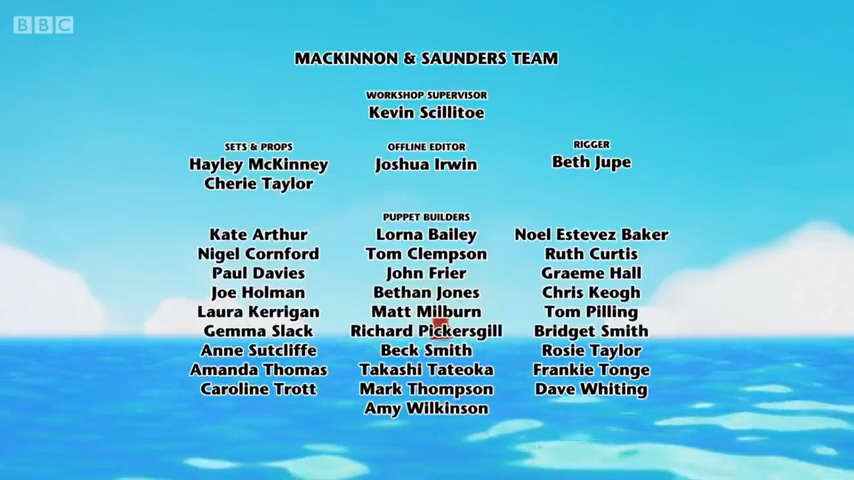 BBC
MACKINNON & SAUNDERS TEAM
WORKSHOP SUPERVISOR
Kevin Scillitoe
SETS & PROPS
Hayley McKinney
Cherie Taylor
OFFLINE EDITOR
Joshua Irwin
RIGGER
Beth Jupe
PUPPET BUILDERS
Kate Arthur
Nigel Cornford
Paul Davies
Joe Holman
Laura Kerrigan
Gemma Slack
Anne Sutcliffe
Amanda Thomas
Caroline Trott
Lorna Bailey
Tom Clempson
John Frier
Bethan Jones
Matt Milburn
Richard Pickersgill
Beck Smith
Takashi Tateoka
Mark Thompson
Amy Wilkinson
Noel Estevez Baker
Ruth Curtis
Graeme Hall
Chris Keogh
Tom Pilling
Bridget Smith
Rosie Taylor
Frankie Tonge
Dave Whiting